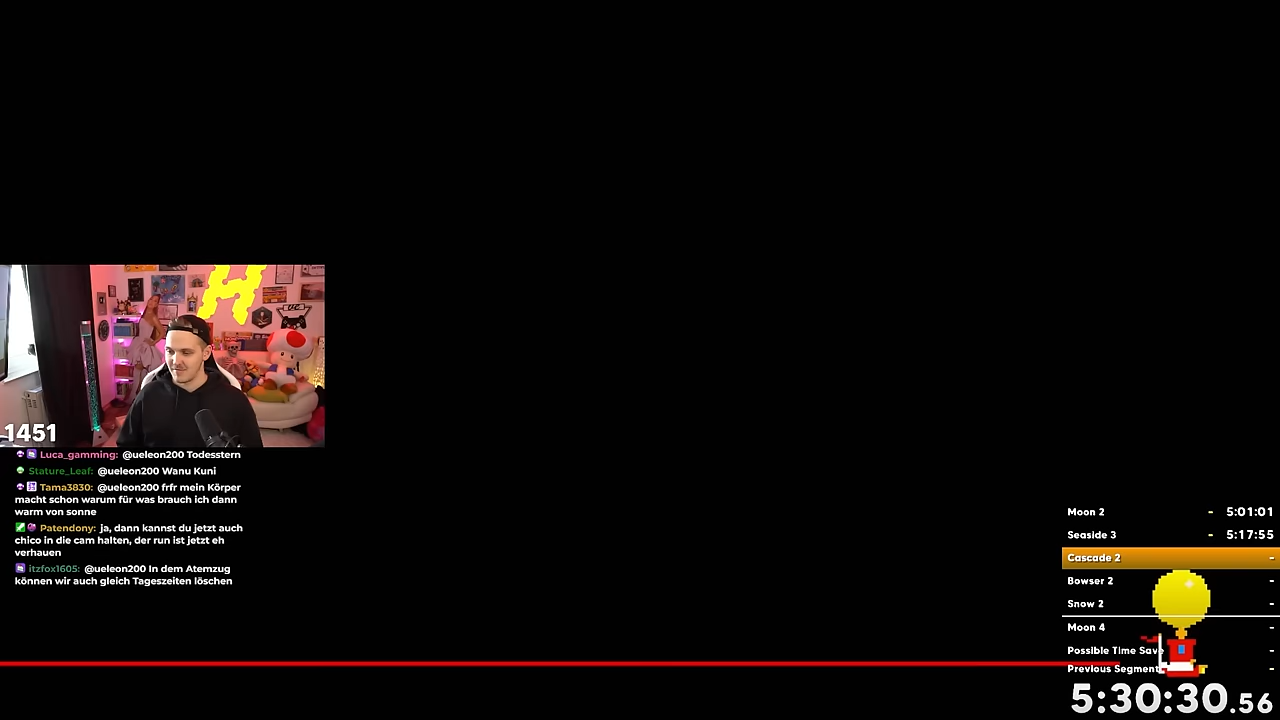 1451
Luca_gamming: @ueleon200 Todesstern
Stature_Leaf: @ueleon200 Wanu Kuni
Tama3830: @ueleon200 frfr mein Körper
macht schon warum für was brauch ich dann
warm von sonne
Patendony: ja, dann kannst du jetzt auch
chico in die cam halten, der run ist jetzt eh
verhauen
itzfox1605: @ueleon200 In dem Atemzug
können wir auch gleich Tageszeiten löschen
Moon 2 - 5:01:01
Seaside 3 - 5:17:55
Cascade 2 -
Bowser 2 -
Snow 2 -
Moon 4 -
Possible Time Save -
Previous Segment -
5:30:30.56